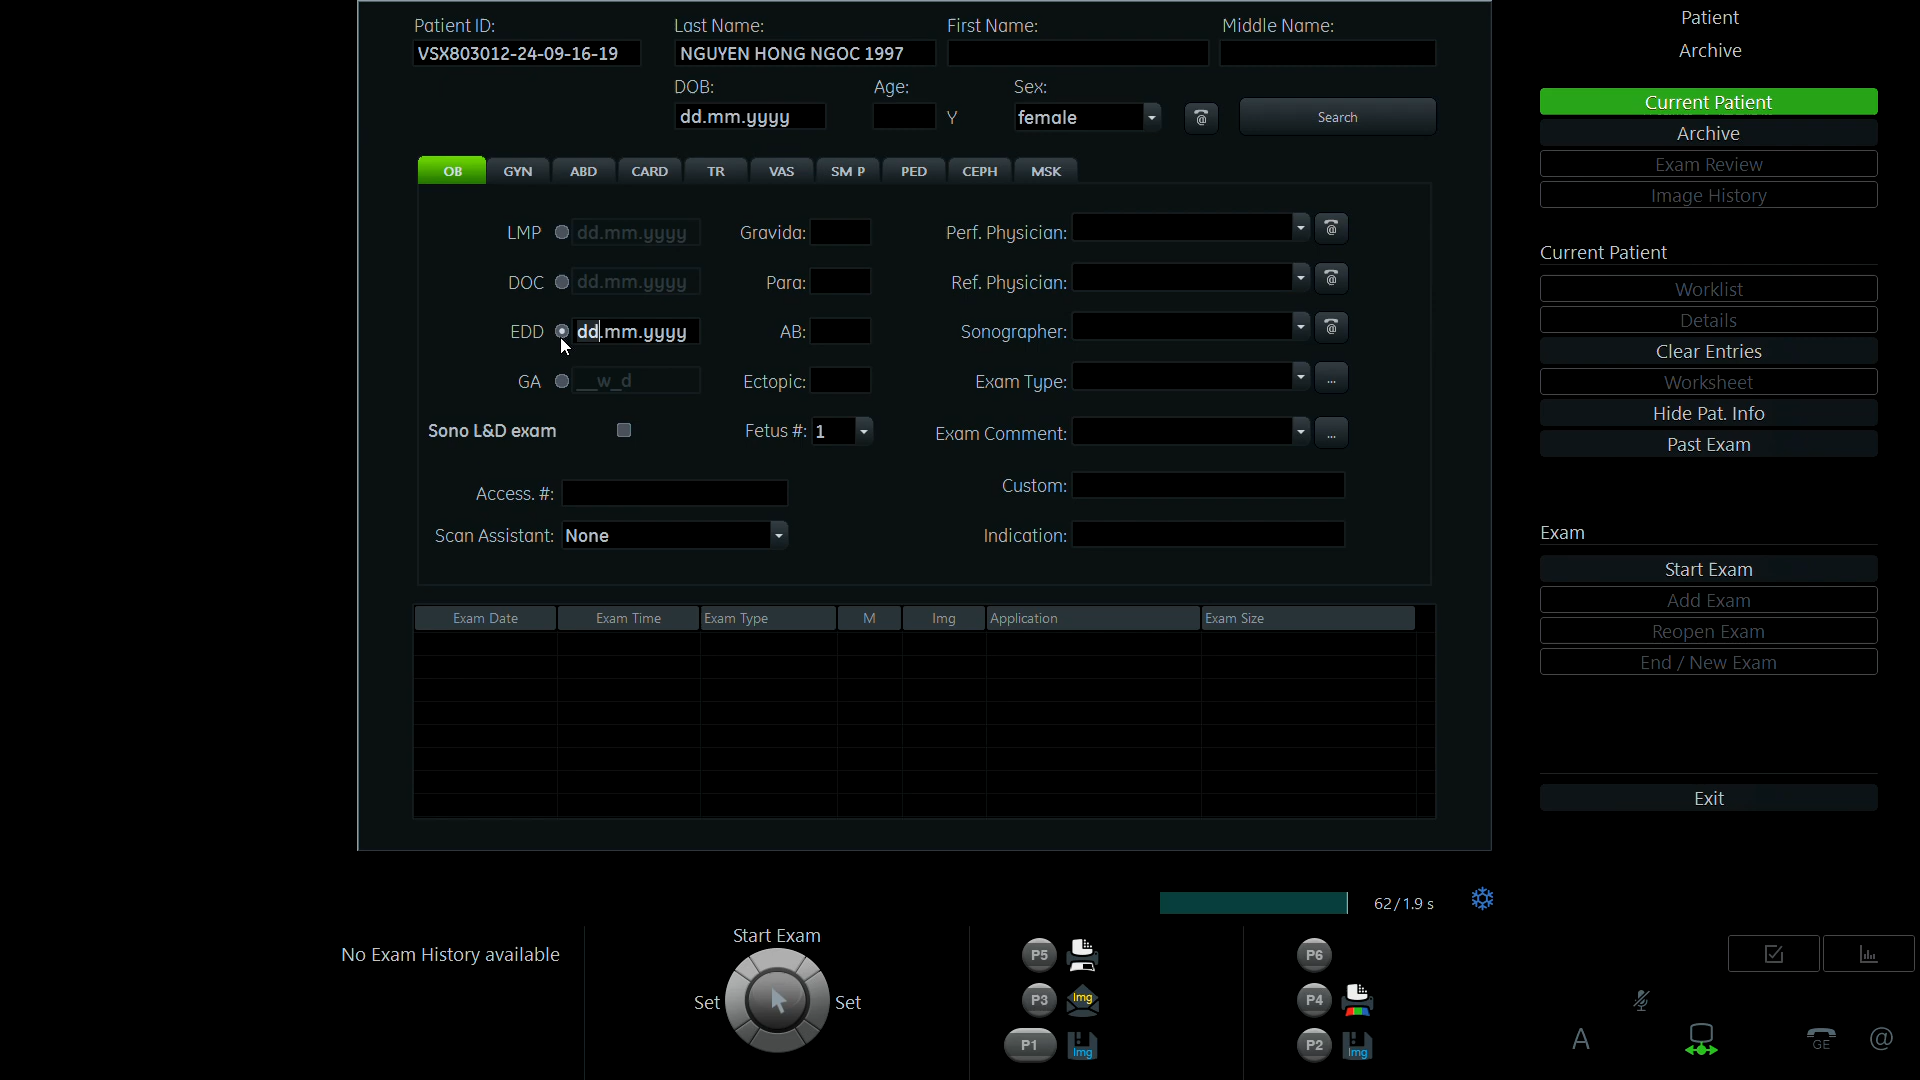 Patient ID: Last Name: First Name: Middle Name:
VSX803012-24-09-16-19 NGUYEN HONG NGOC 1997
DOB: Age: Sex:
dd.mm.yyyy Y female @ Search
OB GYN ABD CARD TR VAS SM P PED CEPH MSK
LMP dd.mm.yyyy Gravida: Perf. Physician: @
DOC dd.mm.yyyy Para: Ref. Physician: @
EDD dd.mm.yyyy AB: Sonographer: @
GA __w_d Ectopic: Exam Type: ...
Sono L&D exam Fetus #: 1 Exam Comment: ...
Access. #: Custom:
Scan Assistant: None Indication:
Exam Date Exam Time Exam Type M Img Application Exam Size
62/1.9 s
No Exam History available
Start Exam
Set Set
P5 P6
P3 Img P4
P1 Img P2 Img
Patient
Archive
Current Patient
Archive
Exam Review
Image History
Current Patient
Worklist
Details
Clear Entries
Worksheet
Hide Pat. Info
Past Exam
Exam
Start Exam
Add Exam
Reopen Exam
End / New Exam
Exit
A GE @